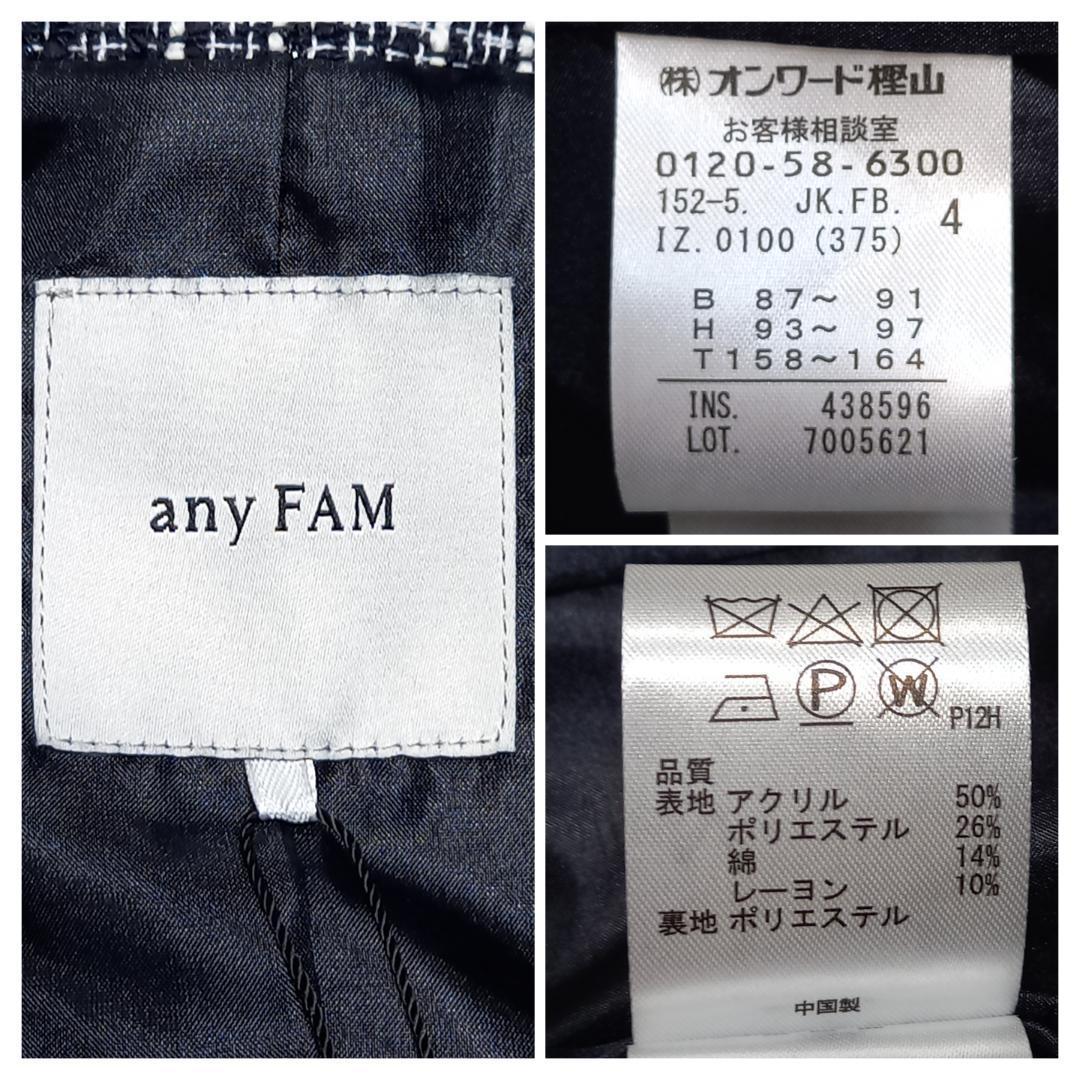 any FAM
㈱オンワード樫山
お客様相談室
0120-58-6300
152-5. JK.FB. 4
IZ.0100 (375)
B 87～ 91
H 93～ 97
T158～164
INS. 438596
LOT. 7005621
P W P12H
品質
表地 アクリル 50%
ポリエステル 26%
綿 14%
レーヨン 10%
裏地 ポリエステル
中国製